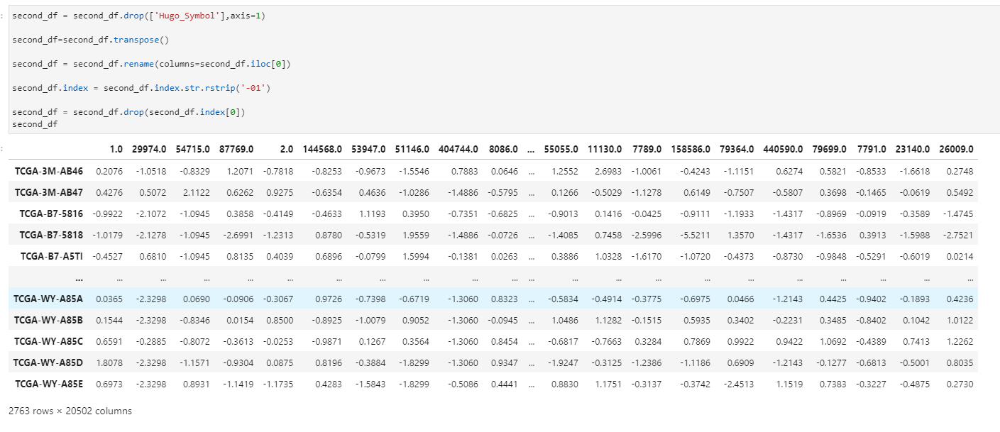 second_df = second_df.drop(['Hugo_Symbol'],axis=1)
second_df=second_df.transpose()
second_df = second_df.rename(columns=second_df.iloc[0])
second_df.index = second_df.index.str.rstrip('-01')
second_df = second_df.drop(second_df.index[0])
second_df
1.0 29974.0 54715.0 87769.0 2.0 144568.0 53947.0 51146.0 404744.0 8086.0 ... 55055.0 11130.0 7789.0 158586.0 79364.0 440590.0 79699.0 7791.0 23140.0 26009.0
TCGA-3M-AB46 0.2076 -1.0518 -0.8329 1.2071 -0.7818 -0.8253 -0.9673 -1.5546 0.7883 0.0646 ... 1.2552 2.6983 -1.0061 -0.4243 -1.1151 0.6274 0.5821 -0.8533 -1.6618 0.2748
TCGA-3M-AB47 0.4276 0.5072 2.1122 0.6262 0.9275 -0.6354 0.4636 -1.0286 -1.4886 -0.5795 ... 0.1266 -0.5029 -1.1278 0.6149 -0.7507 -0.5807 0.3698 -0.1465 -0.0619 0.5492
TCGA-B7-5816 -0.9922 -2.1072 -1.0945 0.3858 -0.4149 -0.4633 1.1193 0.3950 -0.7351 -0.6825 ... -0.9013 0.1416 -0.0425 -0.9111 -1.1933 -1.4317 -0.8969 -0.0919 -0.3589 -1.4745
TCGA-B7-5818 -1.0179 -2.1278 -1.0945 -2.6991 -1.2313 0.8780 -0.5319 1.9559 -1.4886 -0.0726 ... -1.4085 0.7458 -2.5996 -5.5211 1.3570 -1.4317 -1.6536 0.3913 -1.5988 -2.7521
TCGA-B7-A5TI -0.4527 0.6810 -1.0945 0.8135 0.4039 0.6896 -0.0799 1.5994 -0.1381 0.0263 ... 0.3886 1.0328 -1.6170 -1.0720 -0.4373 -0.8730 -0.9848 -0.5291 -0.6019 0.0214
... ... ... ... ... ... ... ... ... ... ... ... ... ... ... ... ... ... ... ... ... ...
TCGA-WY-A85A 0.0365 -2.3298 0.0690 -0.0906 -0.3067 0.9726 -0.7398 -0.6719 -1.3060 0.8323 ... -0.5834 -0.4914 -0.3775 -0.6975 0.0466 -1.2143 0.4425 -0.9402 -0.1893 0.4236
TCGA-WY-A85B 0.1544 -2.3298 -0.8346 0.0154 0.8500 -0.8925 -1.0079 0.9052 -1.3060 -0.0945 ... 1.0486 1.1282 -0.1515 0.5935 0.3402 -0.2231 0.3485 -0.8402 0.1042 1.0122
TCGA-WY-A85C 0.6591 -0.2885 -0.8072 -0.3613 -0.0253 -0.9871 0.1267 0.3564 -1.3060 0.8454 ... -0.6817 -0.7663 0.3284 0.7869 0.9922 0.9422 1.0692 -0.4389 0.7413 1.2262
TCGA-WY-A85D 1.8078 -2.3298 -1.1571 -0.9304 0.0875 0.8196 -0.3884 -1.8299 -1.3060 0.9347 ... -1.9247 -0.3125 -1.2386 -1.1186 0.6909 -1.2143 -0.1277 -0.6813 -0.5001 0.8035
TCGA-WY-A85E 0.6973 -2.3298 0.8931 -1.1419 -1.1735 0.4283 -1.5843 -1.8299 -0.5086 0.4441 ... 0.8830 1.1751 -0.3137 -0.3742 -2.4513 1.1519 0.7383 -0.3227 -0.4875 0.2730
2763 rows × 20502 columns